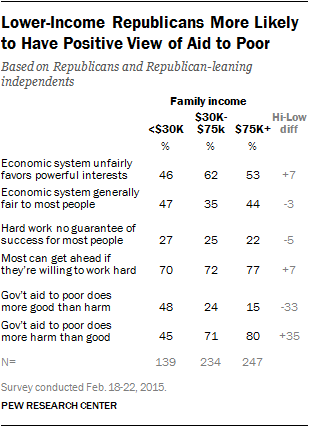 Lower-Income Republicans More Likely
to Have Positive View of Aid to Poor
Based on Republicans and Republican-leaning
independents
Family income
<$30K $30K-$75k $75K+ Hi-Low diff
% % %
Economic system unfairly
favors powerful interests 46 62 53 +7
Economic system generally
fair to most people 47 35 44 -3
Hard work no guarantee of
success for most people 27 25 22 -5
Most can get ahead if
they're willing to work hard 70 72 77 +7
Gov't aid to poor does
more good than harm 48 24 15 -33
Gov't aid to poor does
more harm than good 45 71 80 +35
N= 139 234 247
Survey conducted Feb. 18-22, 2015.
PEW RESEARCH CENTER